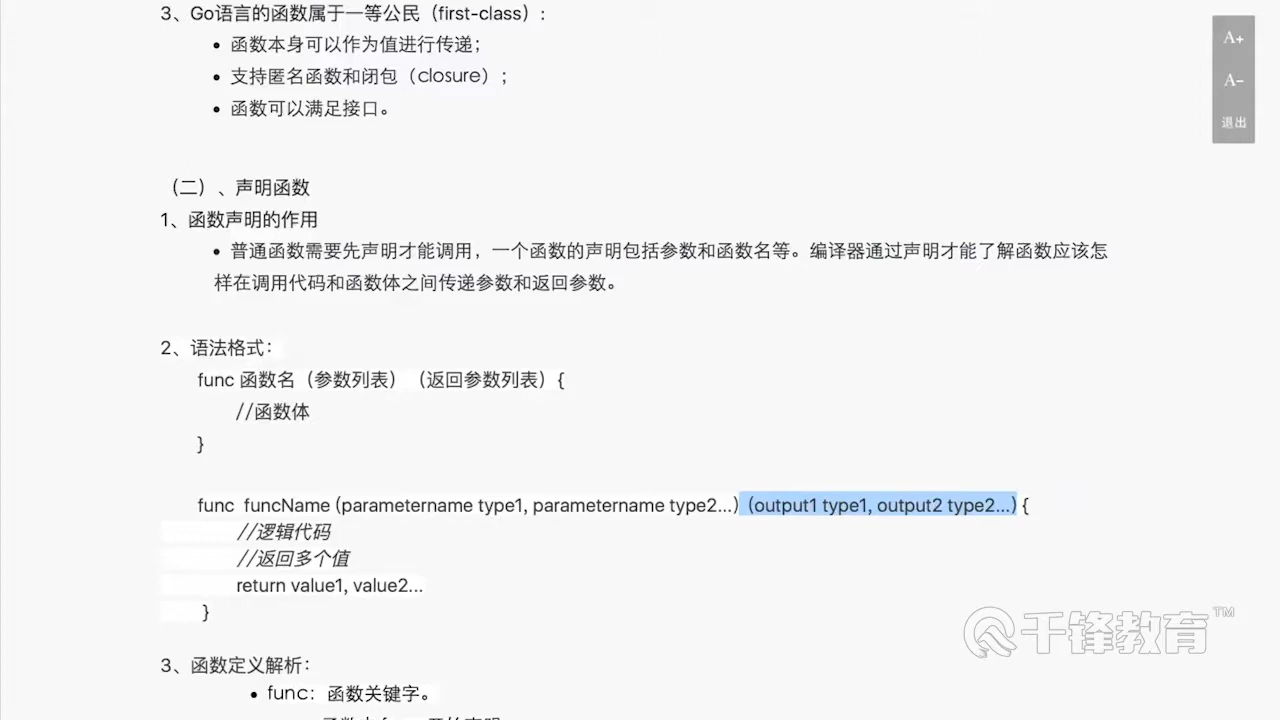 3、Go语言的函数属于一等公民（first-class）:
• 函数本身可以作为值进行传递；
• 支持匿名函数和闭包（closure）；
• 函数可以满足接口。
（二）、声明函数
1、函数声明的作用
• 普通函数需要先声明才能调用，一个函数的声明包括参数和函数名等。编译器通过声明才能了解函数应该怎
样在调用代码和函数体之间传递参数和返回参数。
2、语法格式：
func 函数名（参数列表）（返回参数列表）{
//函数体
}
func funcName (parametername type1, parametername type2...) (output1 type1, output2 type2...) {
//逻辑代码
//返回多个值
return value1, value2...
}
3、函数定义解析：
• func：函数关键字。
A+
A-
退出
千锋教育™